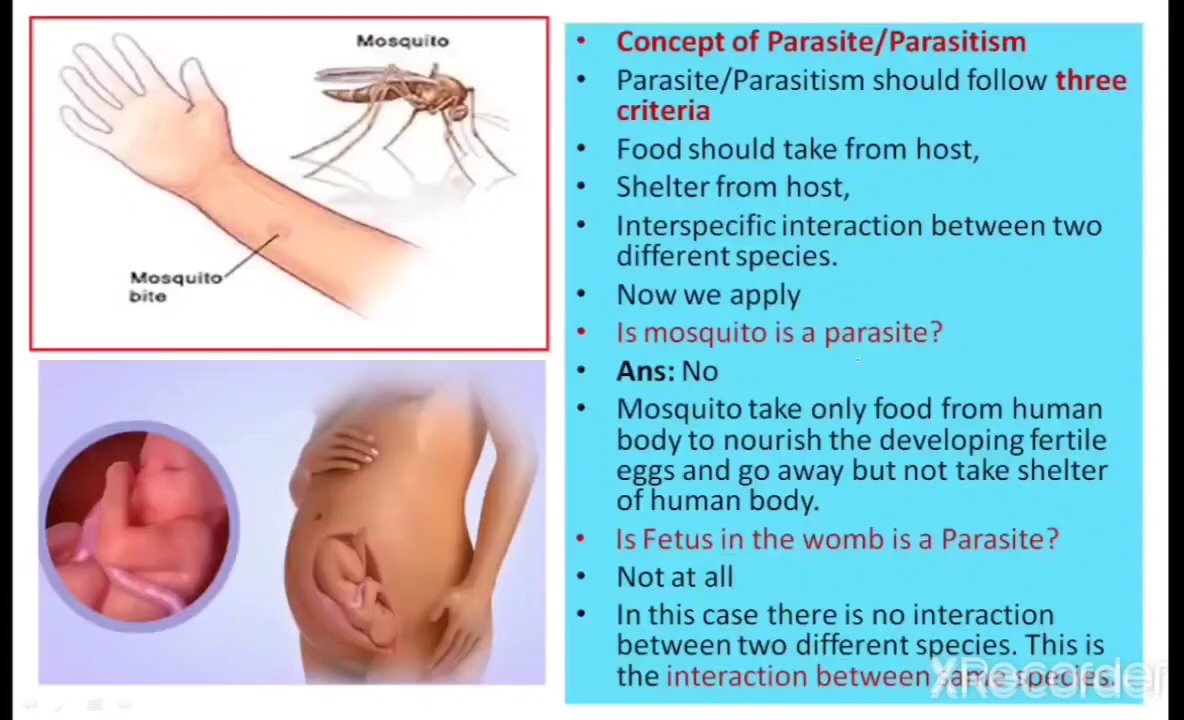 Mosquito
Mosquito
bite
• Concept of Parasite/Parasitism
• Parasite/Parasitism should follow three
criteria
• Food should take from host,
• Shelter from host,
• Interspecific interaction between two
different species.
• Now we apply
• Is mosquito is a parasite?
• Ans: No
• Mosquito take only food from human
body to nourish the developing fertile
eggs and go away but not take shelter
of human body.
• Is Fetus in the womb is a Parasite?
• Not at all
• In this case there is no interaction
between two different species. This is
the interaction between same species.
XRecorder